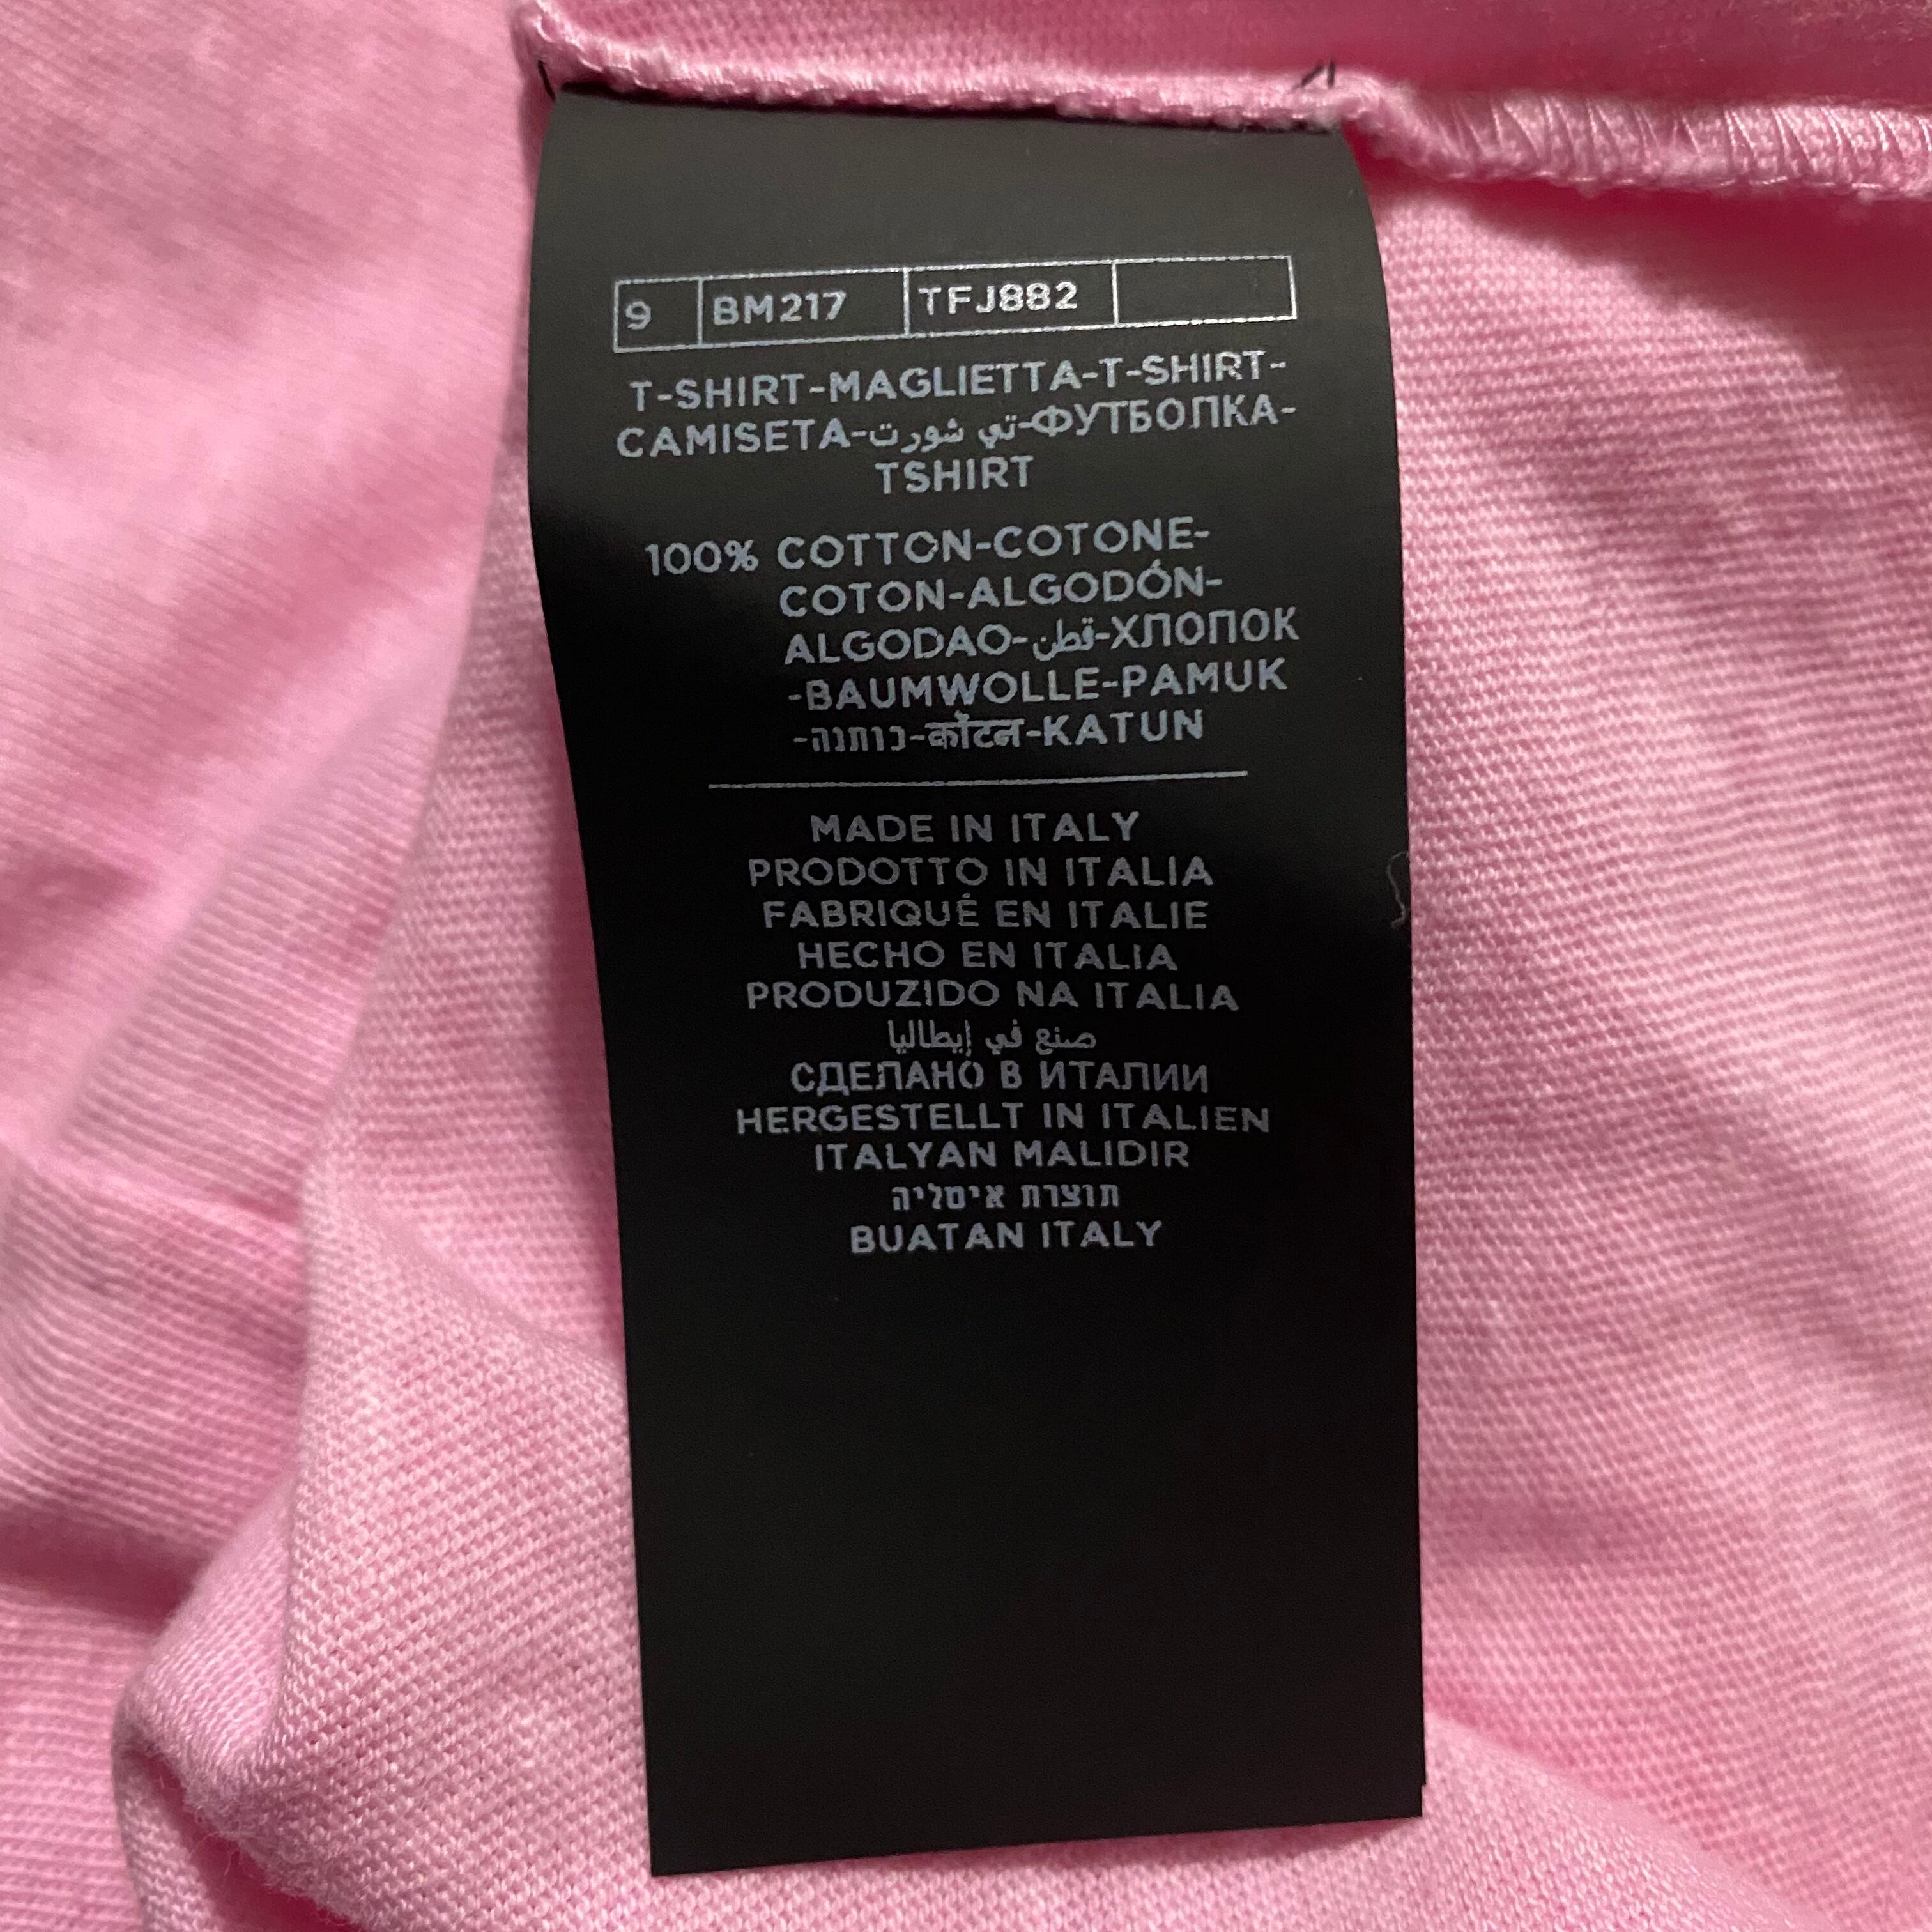 9 BM217 TFJ882
T-SHIRT-MAGLIETTA-T-SHIRT-
CAMISETA-تي شورت-ФУТБОЛКА-
TSHIRT
100% COTTON-COTONE-
COTON-ALGODÓN-
ALGODAO-قطن-ХЛОПОК
-BAUMWOLLE-PAMUK
-כותנה-कॉटन-KATUN
MADE IN ITALY
PRODOTTO IN ITALIA
FABRIQUÉ EN ITALIE
HECHO EN ITALIA
PRODUZIDO NA ITALIA
صنع في إيطاليا
СДЕЛАНО В ИТАЛИИ
HERGESTELLT IN ITALIEN
ITALYAN MALIDIR
תוצרת איטליה
BUATAN ITALY